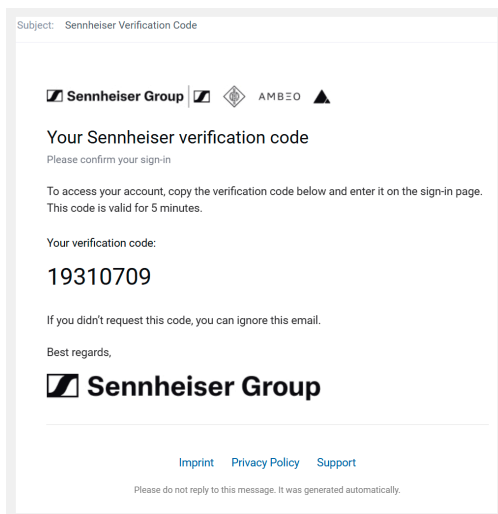 Subject: Sennheiser Verification Code
Sennheiser Group AMBEO
Your Sennheiser verification code
Please confirm your sign-in
To access your account, copy the verification code below and enter it on the sign-in page.
This code is valid for 5 minutes.
Your verification code:
19310709
If you didn't request this code, you can ignore this email.
Best regards,
Sennheiser Group
Imprint Privacy Policy Support
Please do not reply to this message. It was generated automatically.